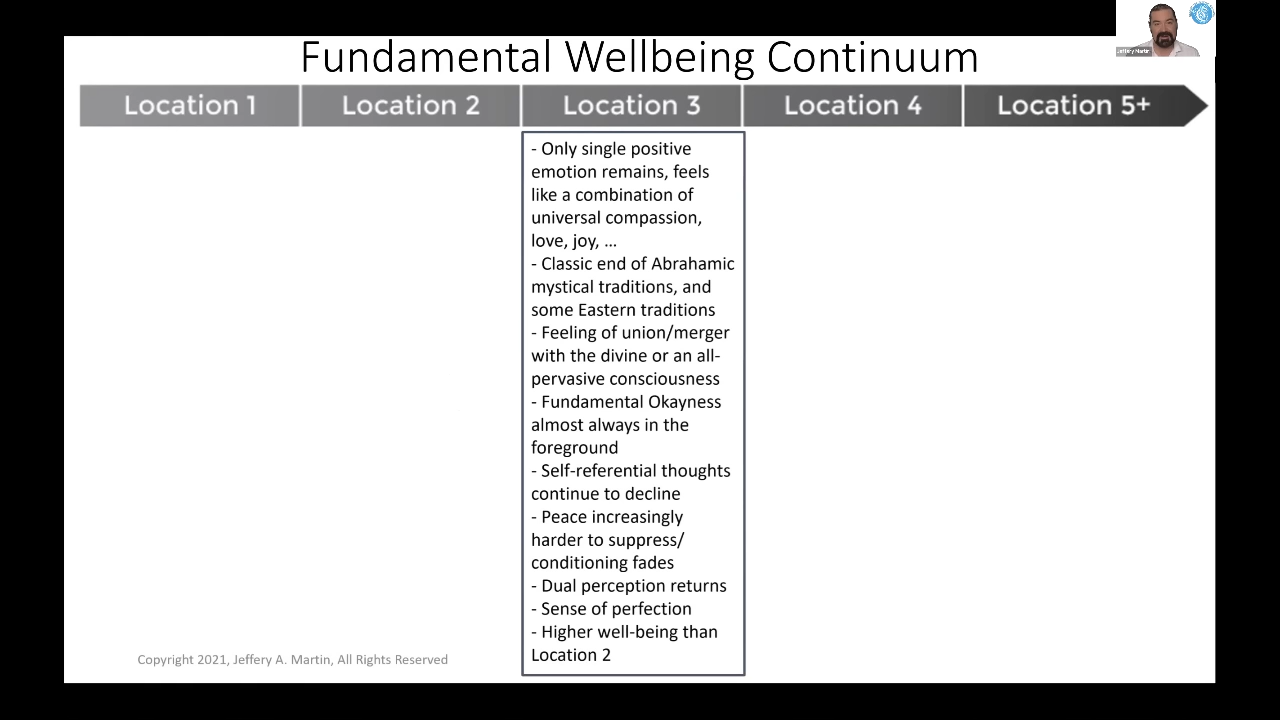 Fundamental Wellbeing Continuum
Jeffery Martin
Location 1
Location 2
Location 3
Location 4
Location 5+
- Only single positive
emotion remains, feels
like a combination of
universal compassion,
love, joy, ...
- Classic end of Abrahamic
mystical traditions, and
some Eastern traditions
- Feeling of union/merger
with the divine or an all-
pervasive consciousness
- Fundamental Okayness
almost always in the
foreground
- Self-referential thoughts
continue to decline
- Peace increasingly
harder to suppress/
conditioning fades
- Dual perception returns
- Sense of perfection
- Higher well-being than
Location 2
Copyright 2021, Jeffery A. Martin, All Rights Reserved